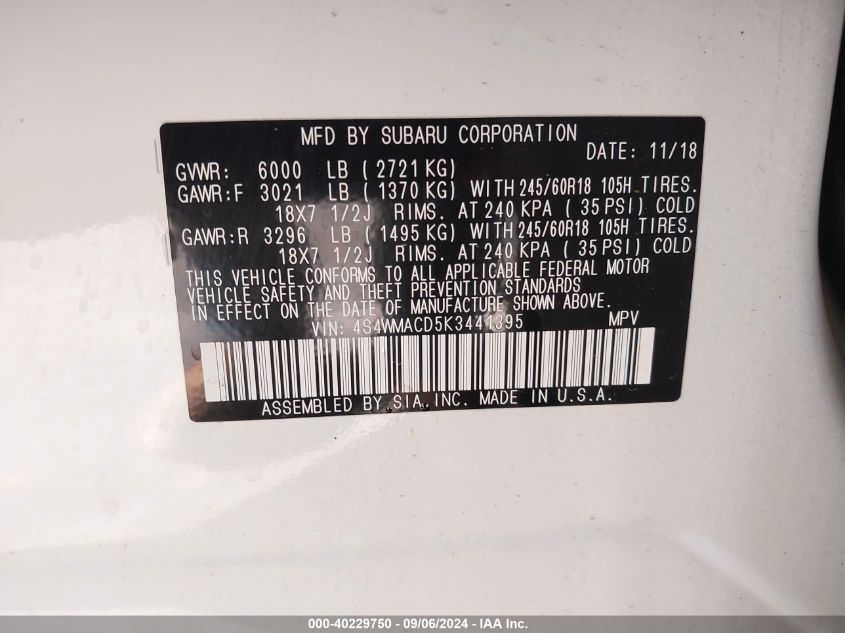 MFD BY SUBARU CORPORATION
DATE: 11/18
GVWR: 6000 LB ( 2721 KG)
GAWR:F 3021 LB ( 1370 KG) WITH 245/60R18 105H TIRES.
18X7 1/2J RIMS. AT 240 KPA ( 35 PSI) COLD
GAWR:R 3296 LB ( 1495 KG) WITH 245/60R18 105H TIRES.
18X7 1/2J RIMS. AT 240 KPA ( 35 PSI) COLD
THIS VEHICLE CONFORMS TO ALL APPLICABLE FEDERAL MOTOR
VEHICLE SAFETY AND THEFT PREVENTION STANDARDS
IN EFFECT ON THE DATE OF MANUFACTURE SHOWN ABOVE.
VIN: 4S4WMACD5K3441395 MPV
ASSEMBLED BY SIA, INC. MADE IN U.S.A.
000-40229750 - 09/06/2024 - IAA Inc.